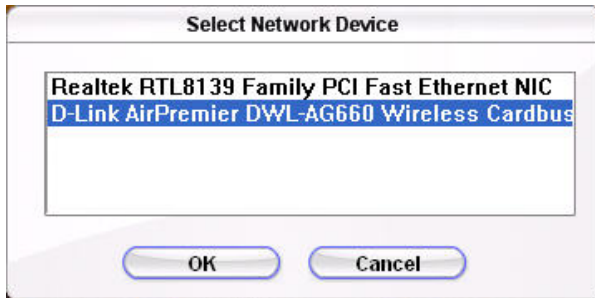 Select Network Device
Realtek RTL8139 Family PCI Fast Ethernet NIC
D-Link AirPremier DWL-AG660 Wireless Cardbus
OK
Cancel